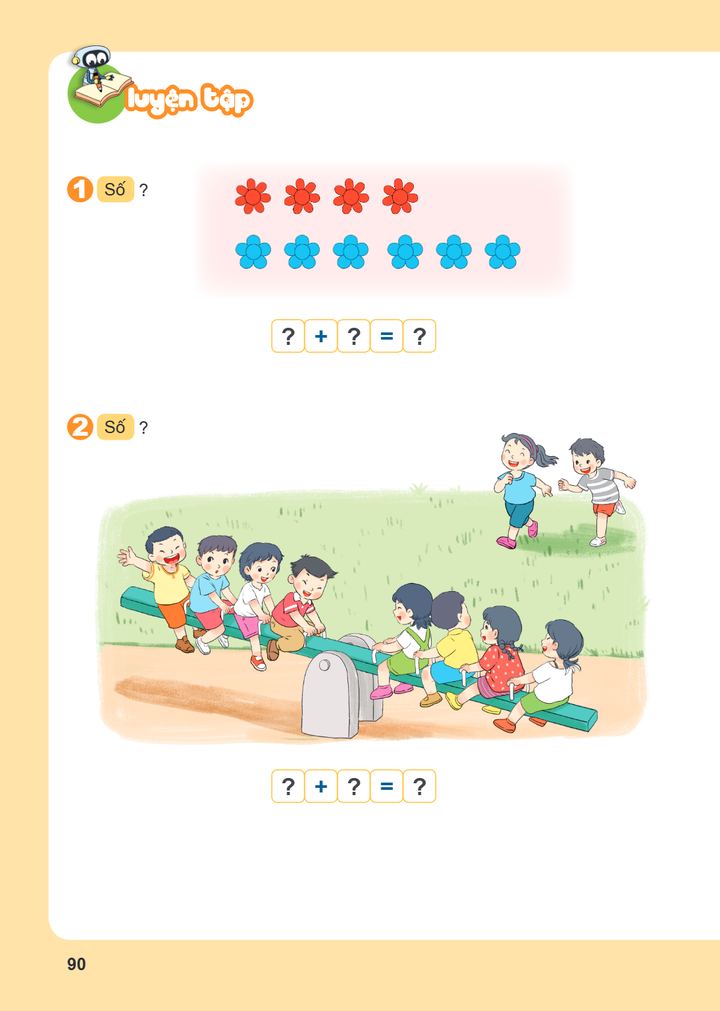 luyện tập
1 Số ?
? + ? = ?
2 Số ?
? + ? = ?
90